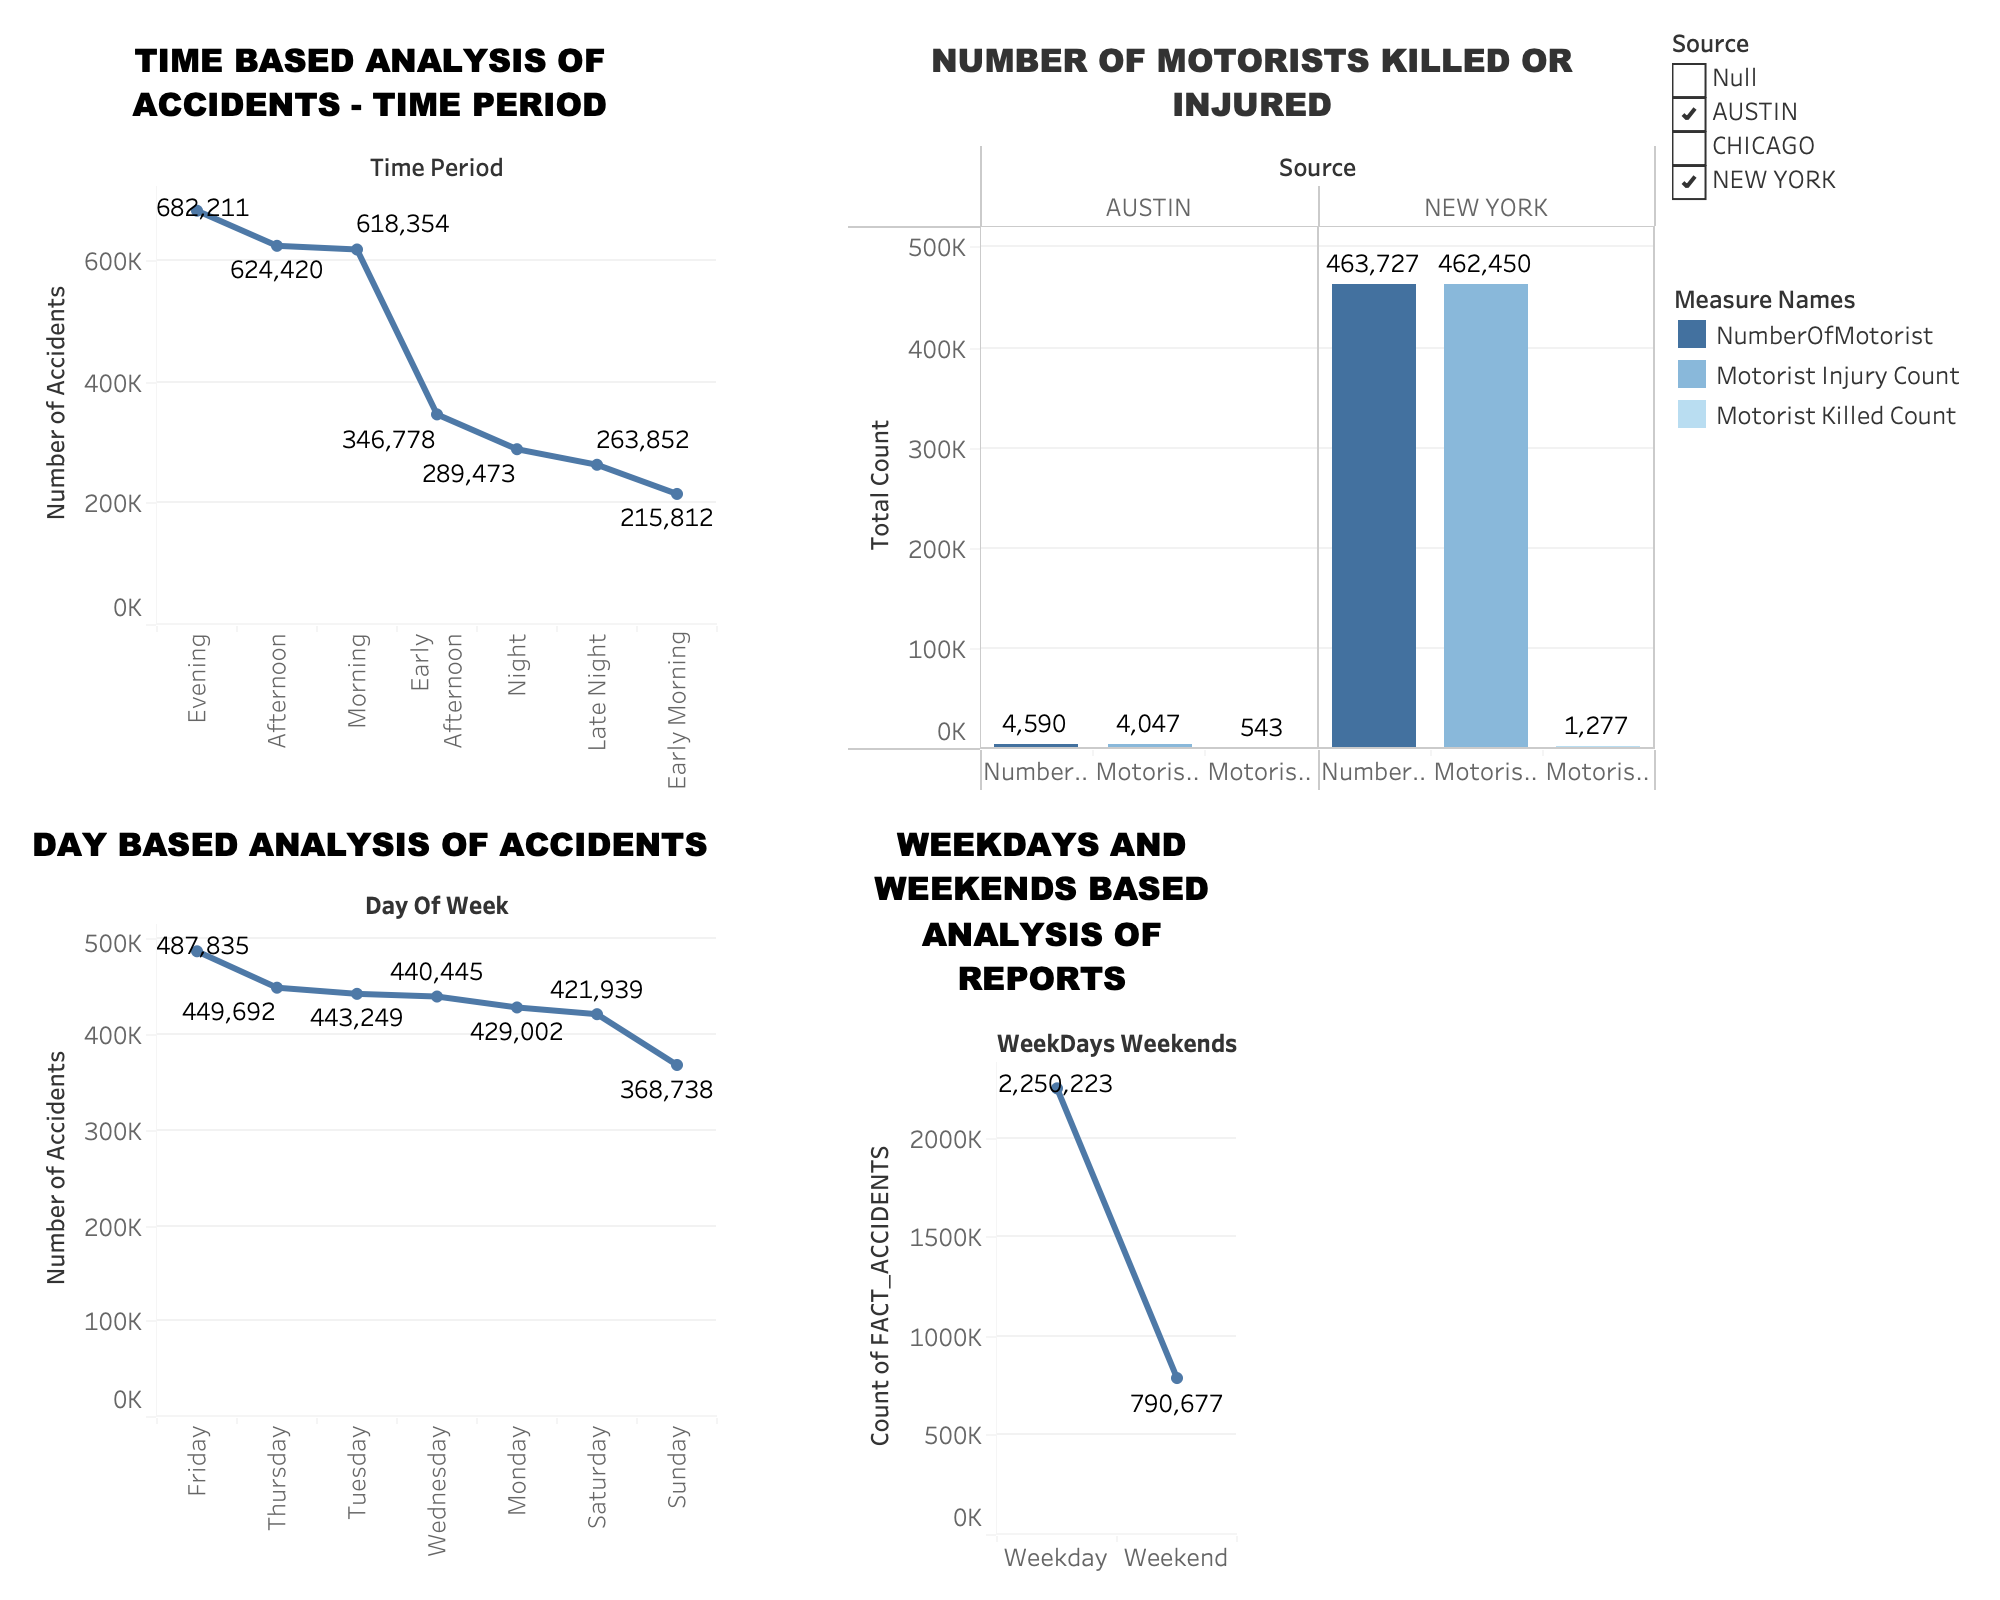 TIME BASED ANALYSIS OF
ACCIDENTS - TIME PERIOD
Time Period
Number of Accidents
600K
400K
200K
0K
682,211
624,420
618,354
346,778
289,473
263,852
215,812
Evening
Afternoon
Morning
Early
Afternoon
Night
Late Night
Early Morning
NUMBER OF MOTORISTS KILLED OR
INJURED
Source
AUSTIN
NEW YORK
Total Count
500K
400K
300K
200K
100K
0K
4,590
4,047
543
463,727
462,450
1,277
Number..
Motoris..
Motoris..
Number..
Motoris..
Motoris..
Source
Null
AUSTIN
CHICAGO
NEW YORK
Measure Names
NumberOfMotorist
Motorist Injury Count
Motorist Killed Count
DAY BASED ANALYSIS OF ACCIDENTS
Day Of Week
Number of Accidents
500K
400K
300K
200K
100K
0K
487,835
449,692
443,249
440,445
429,002
421,939
368,738
Friday
Thursday
Tuesday
Wednesday
Monday
Saturday
Sunday
WEEKDAYS AND
WEEKENDS BASED
ANALYSIS OF
REPORTS
WeekDays Weekends
Count of FACT_ACCIDENTS
2000K
1500K
1000K
500K
0K
2,250,223
790,677
Weekday
Weekend